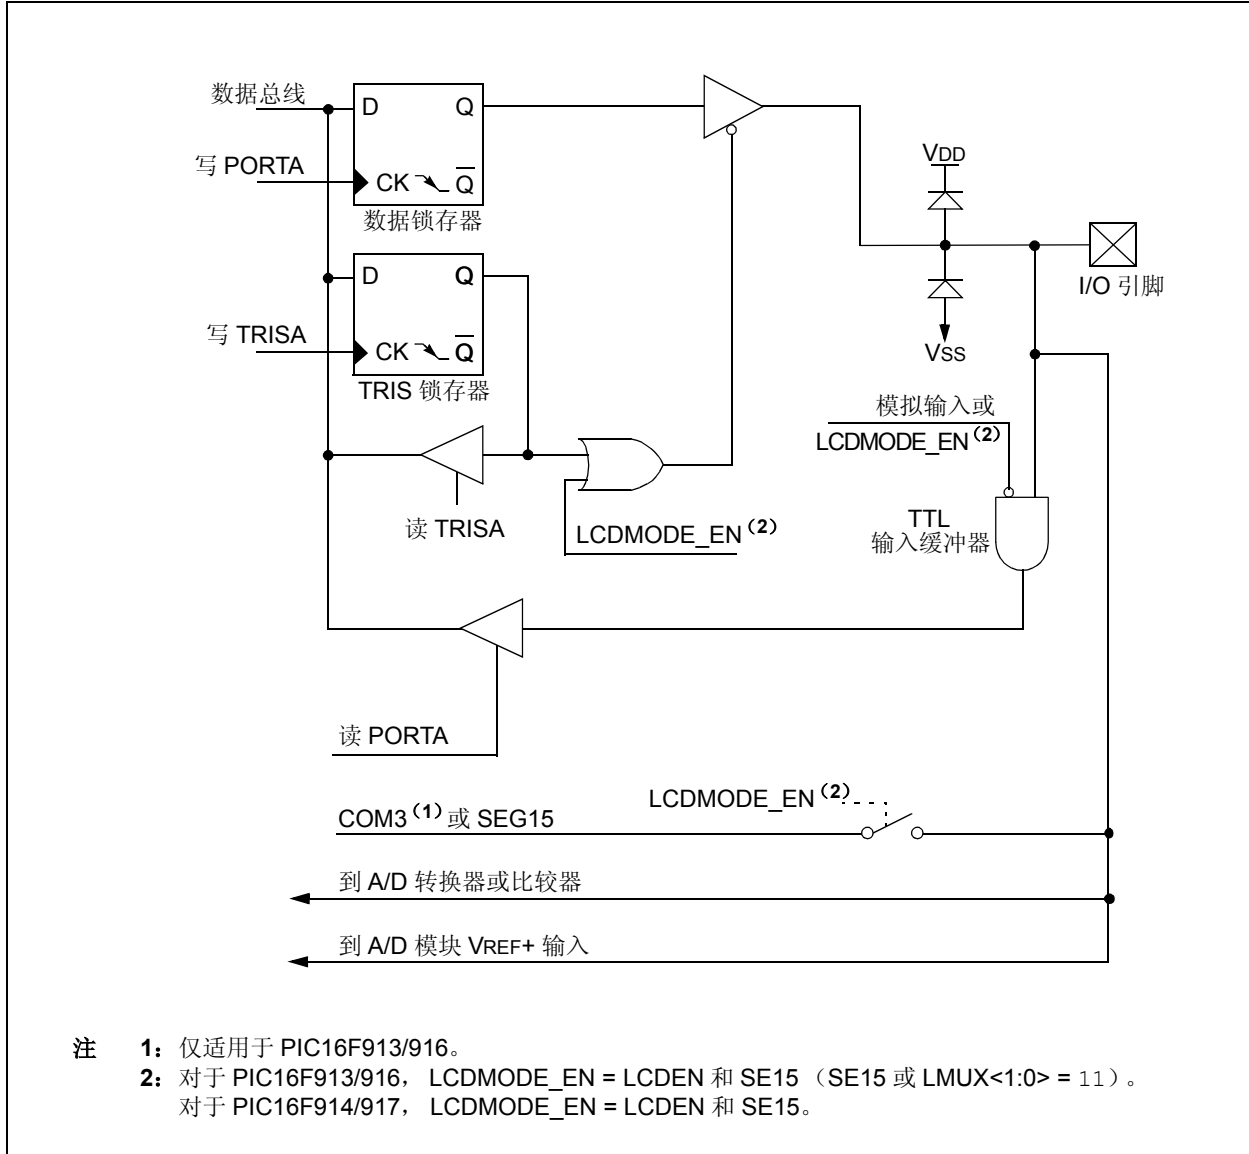 数据总线
D Q
写 PORTA
CK Q
数据锁存器
VDD
I/O 引脚
D Q
写 TRISA
CK Q
TRIS 锁存器
VSS
模拟输入或
LCDMODE_EN（2）
读 TRISA
LCDMODE_EN（2）
TTL
输入缓冲器
读 PORTA
LCDMODE_EN（2）
COM3（1）或 SEG15
到 A/D 转换器或比较器
到 A/D 模块 VREF+ 输入
注 1：仅适用于 PIC16F913/916。
2：对于 PIC16F913/916， LCDMODE_EN = LCDEN 和 SE15 （SE15 或 LMUX<1:0> = 11）。
对于 PIC16F914/917， LCDMODE_EN = LCDEN 和 SE15。